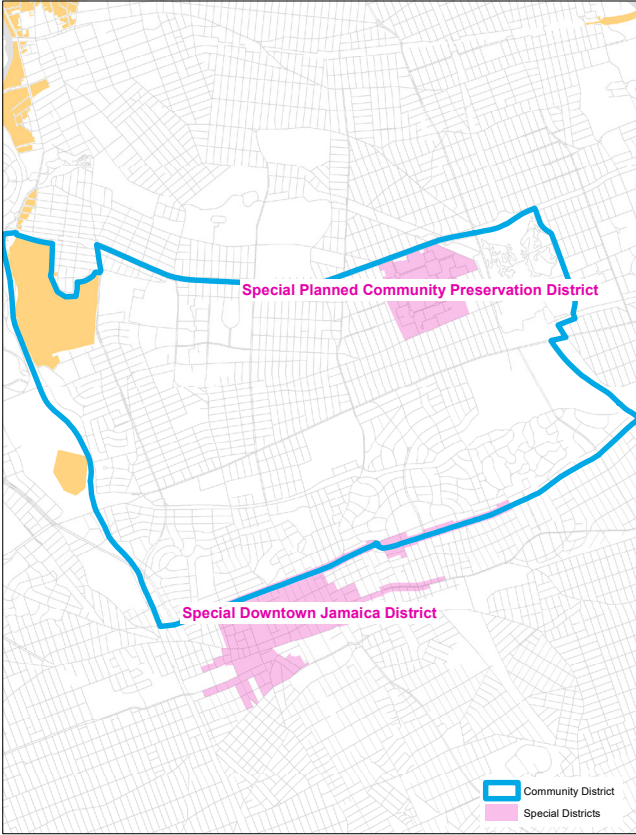 Special Planned Community Preservation District
Special Downtown Jamaica District
Community District
Special Districts